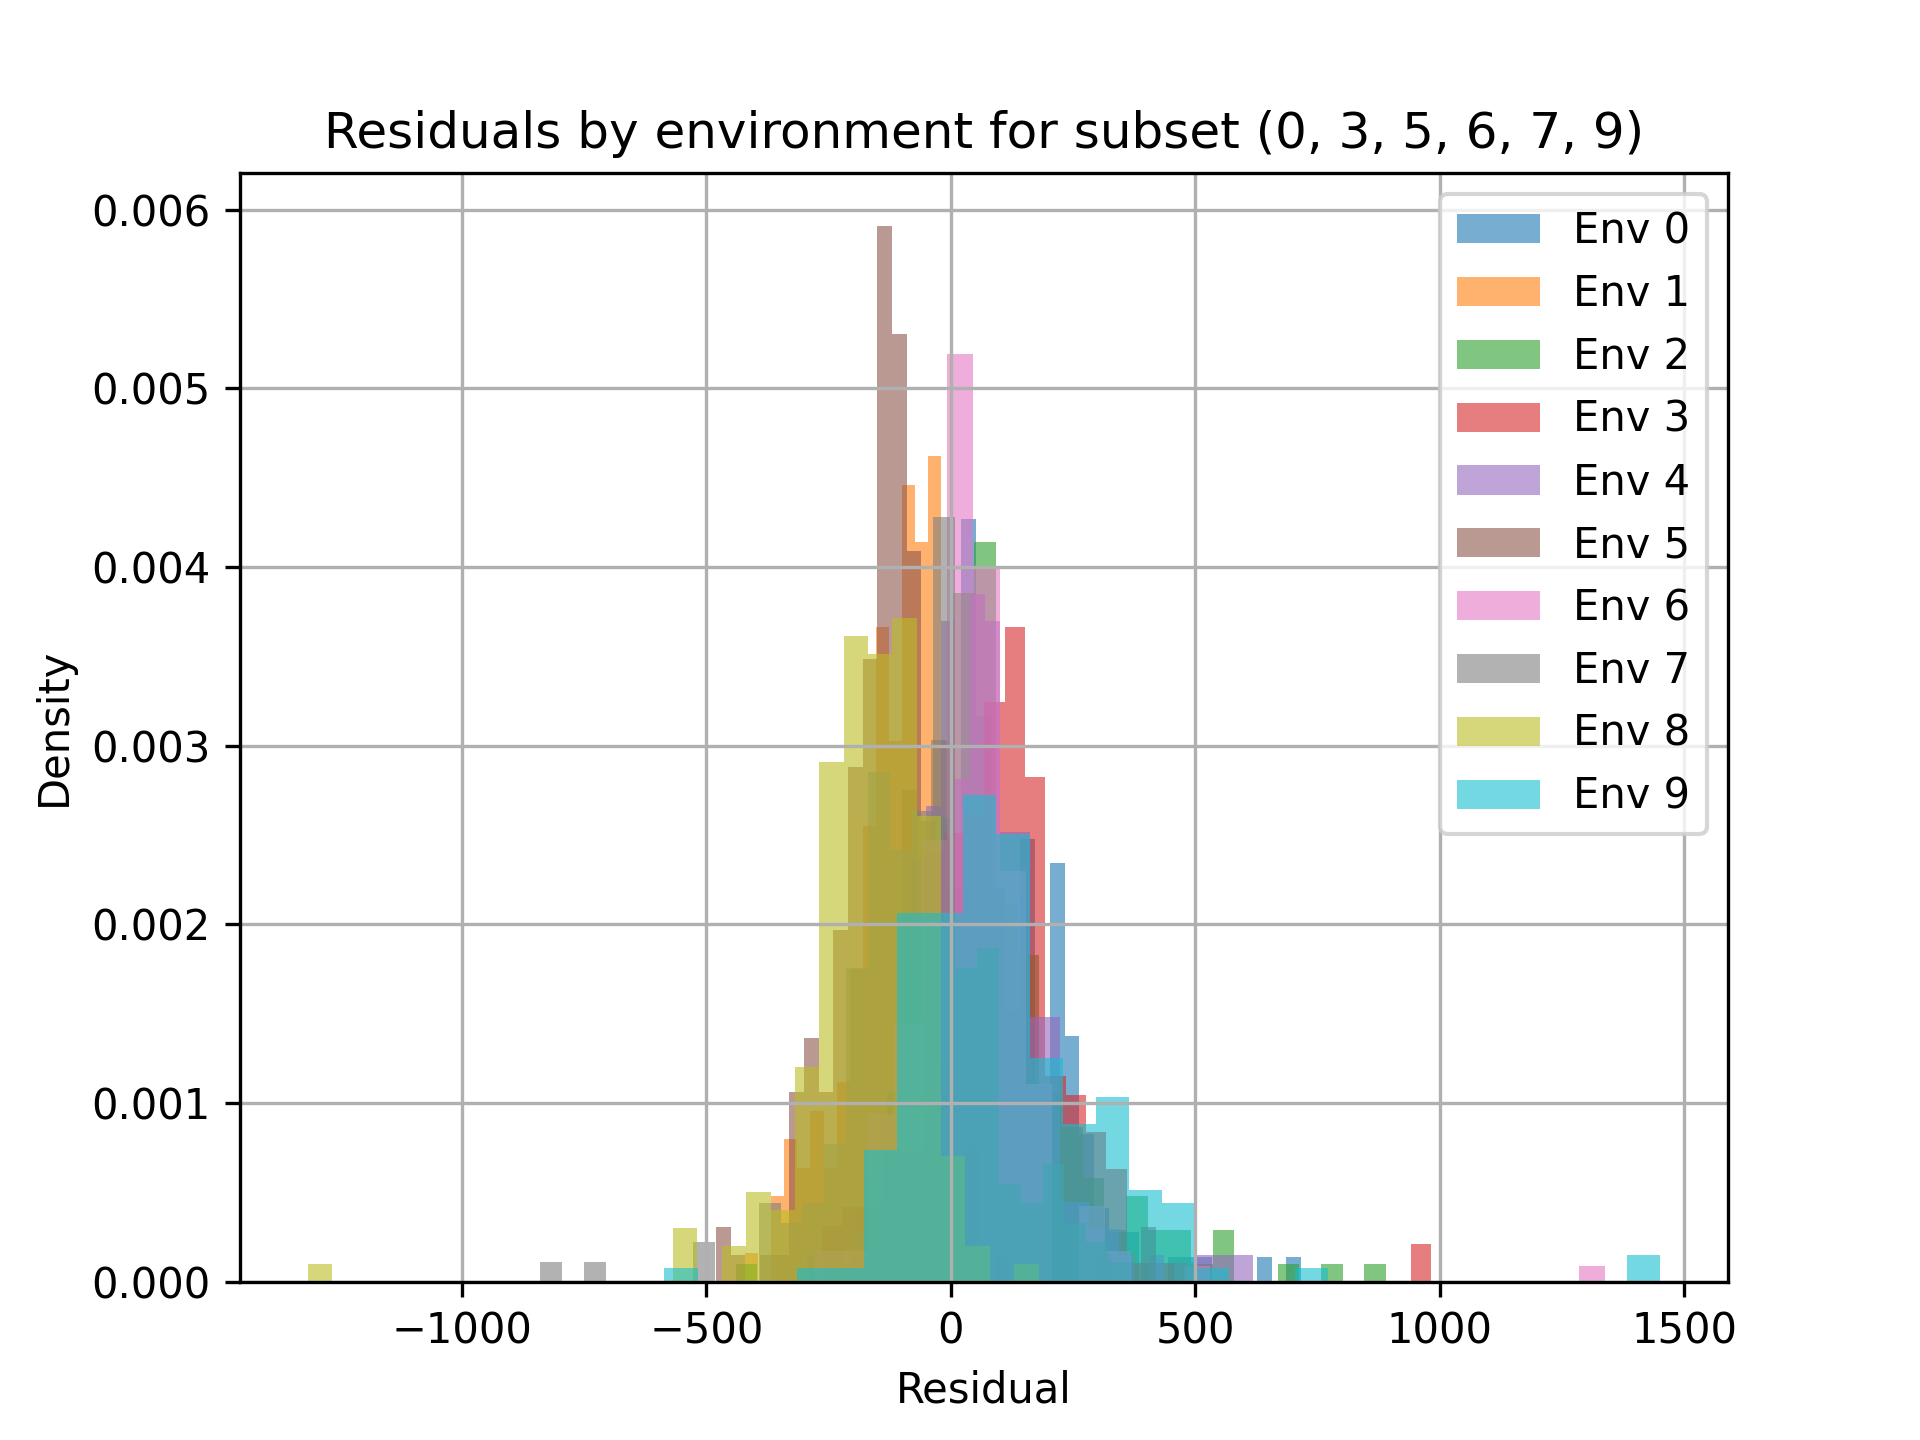 Residuals by environment for subset (0, 3, 5, 6, 7, 9)
0.006
0.005
0.004
0.003
0.002
0.001
0.000
Density
Env 0
Env 1
Env 2
Env 3
Env 4
Env 5
Env 6
Env 7
Env 8
Env 9
−1000 −500 0 500 1000 1500
Residual